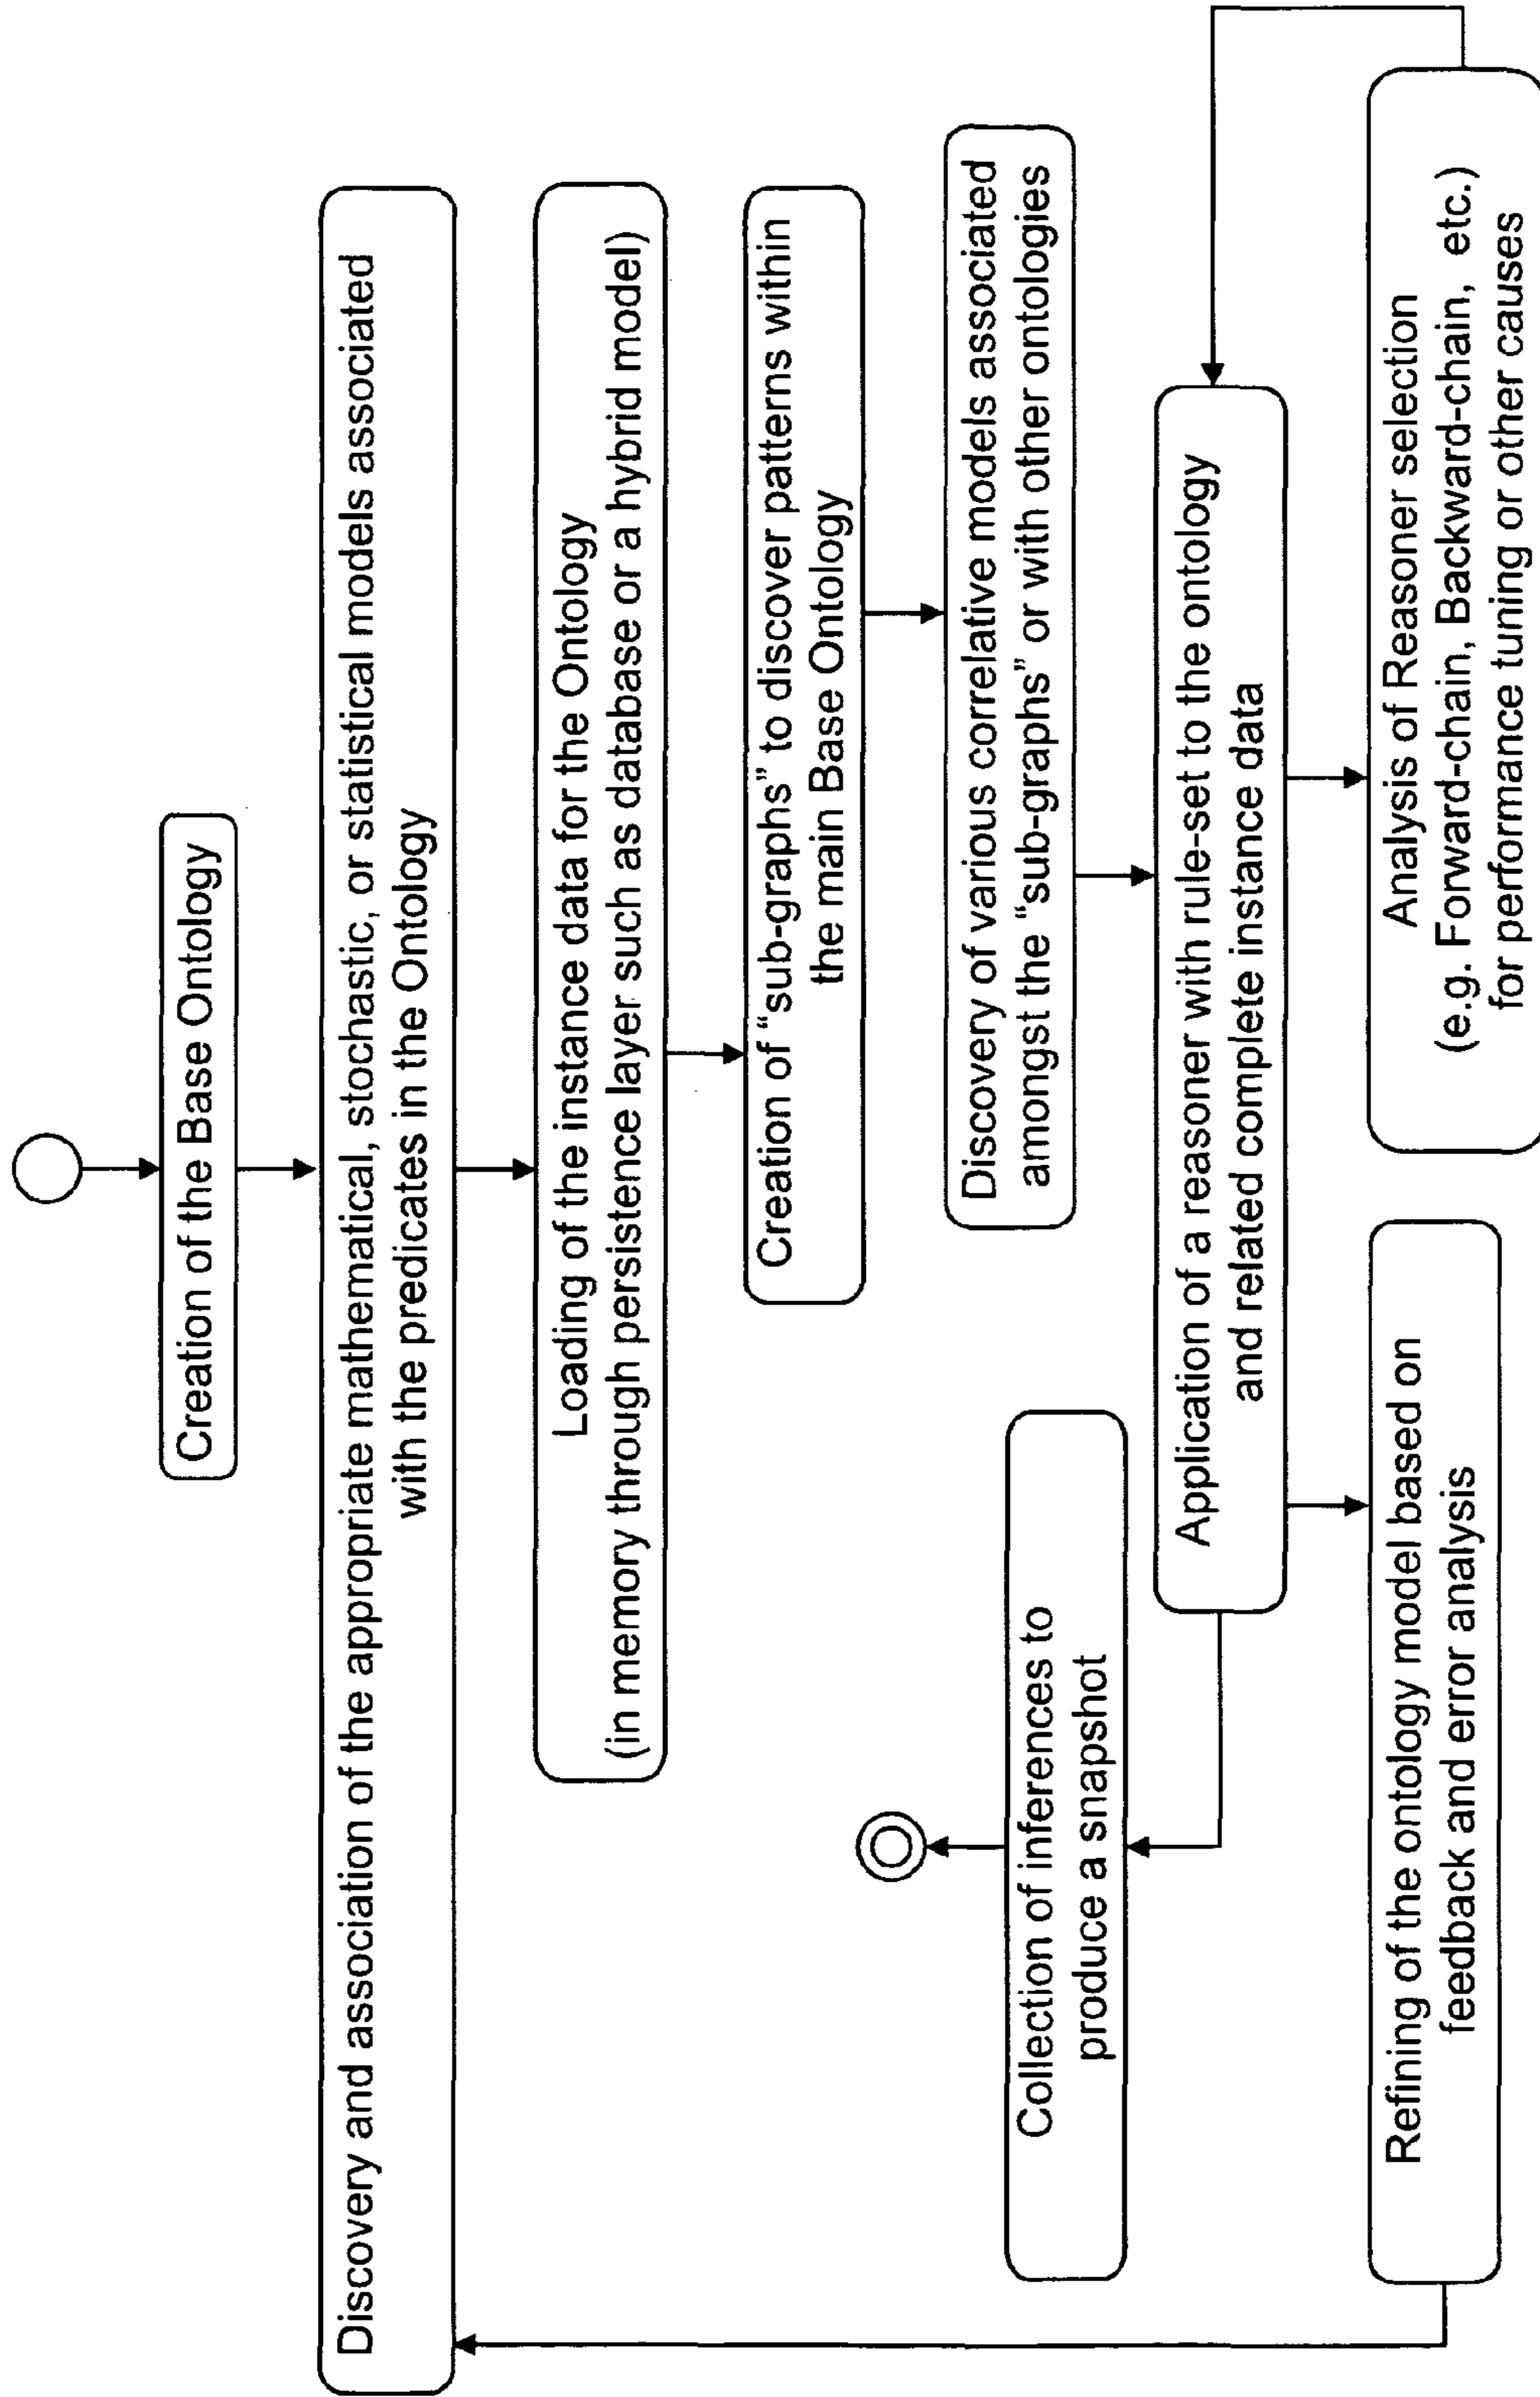 Creation of the Base Ontology
Discovery and association of the appropriate mathematical, stochastic, or statistical models associated
with the predicates in the Ontology
Loading of the instance data for the Ontology
(in memory through persistence layer such as database or a hybrid model)
Creation of “sub-graphs” to discover patterns within
the main Base Ontology
Discovery of various correlative models associated
amongst the “sub-graphs” or with other ontologies
Collection of inferences to
produce a snapshot
Application of a reasoner with rule-set to the ontology
and related complete instance data
Refining of the ontology model based on
feedback and error analysis
Analysis of Reasoner selection
(e.g. Forward-chain, Backward-chain, etc.)
for performance tuning or other causes